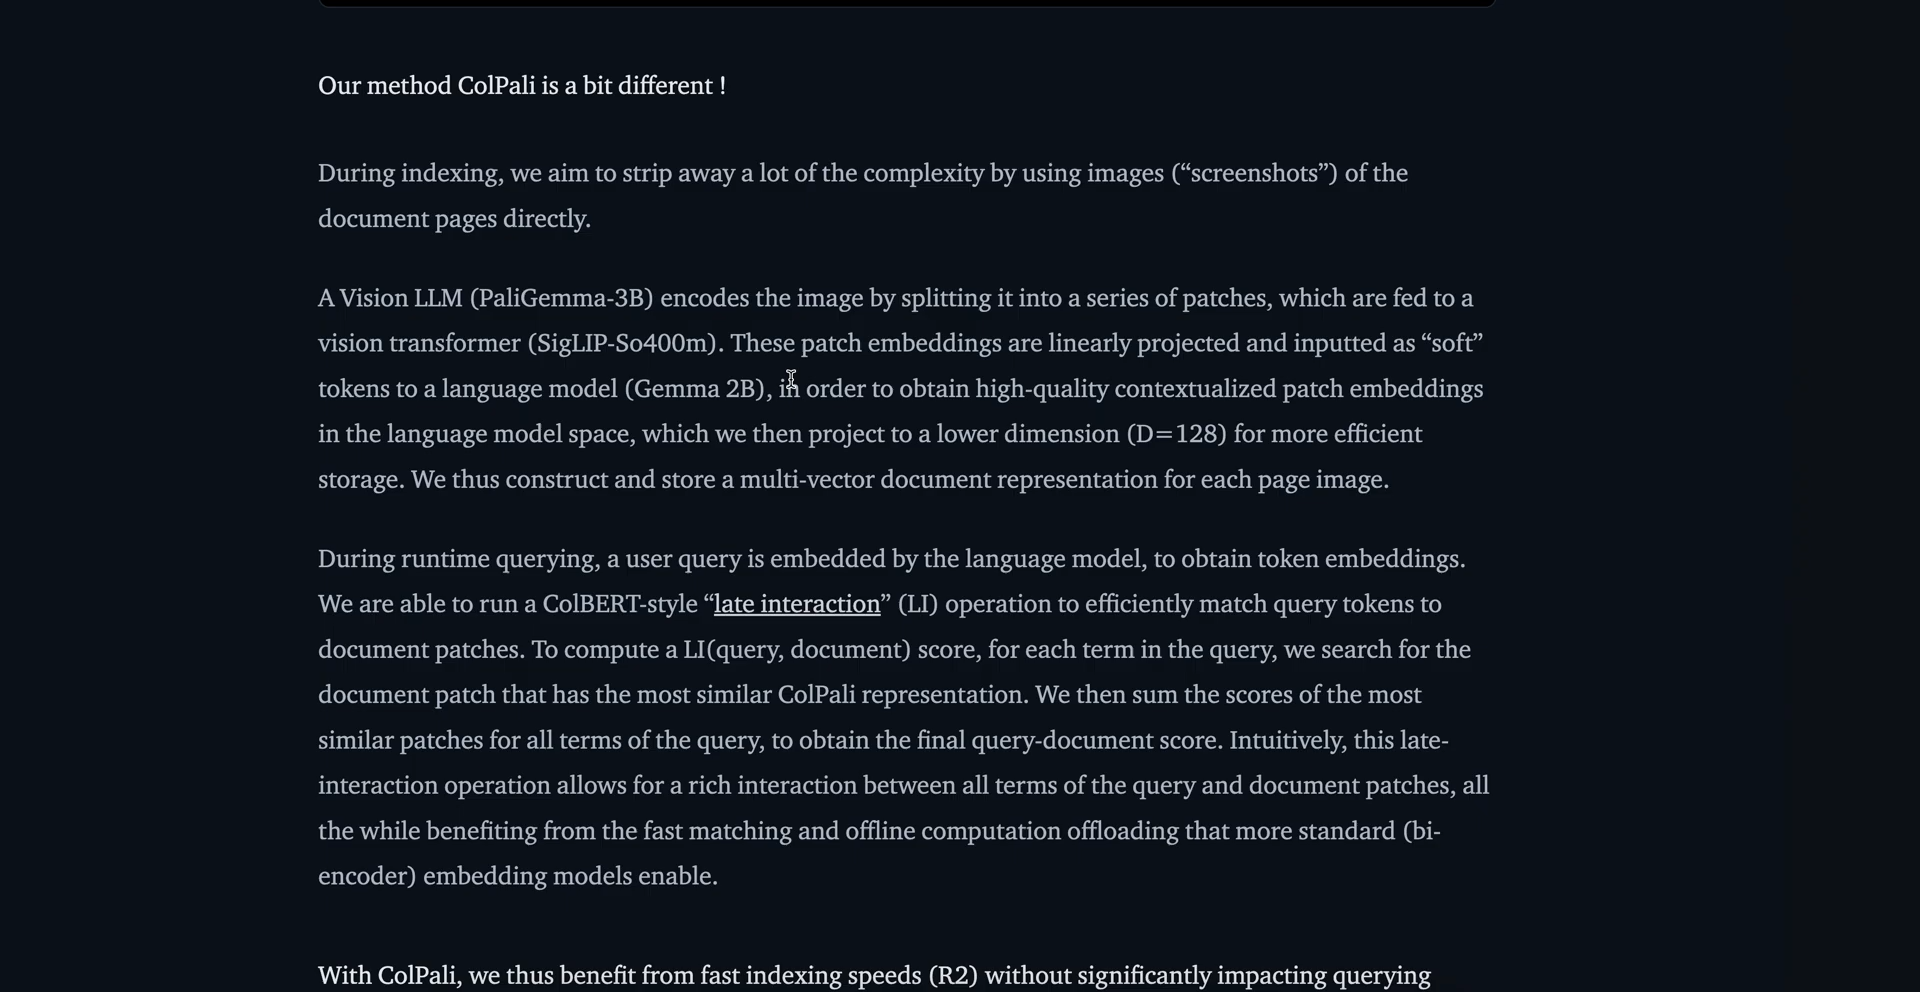 Our method ColPali is a bit different !
During indexing, we aim to strip away a lot of the complexity by using images (“screenshots”) of the
document pages directly.
A Vision LLM (PaliGemma-3B) encodes the image by splitting it into a series of patches, which are fed to a
vision transformer (SigLIP-So400m). These patch embeddings are linearly projected and inputted as “soft”
tokens to a language model (Gemma 2B), in order to obtain high-quality contextualized patch embeddings
in the language model space, which we then project to a lower dimension (D=128) for more efficient
storage. We thus construct and store a multi-vector document representation for each page image.
During runtime querying, a user query is embedded by the language model, to obtain token embeddings.
We are able to run a ColBERT-style “late interaction” (LI) operation to efficiently match query tokens to
document patches. To compute a LI(query, document) score, for each term in the query, we search for the
document patch that has the most similar ColPali representation. We then sum the scores of the most
similar patches for all terms of the query, to obtain the final query-document score. Intuitively, this late-
interaction operation allows for a rich interaction between all terms of the query and document patches, all
the while benefiting from the fast matching and offline computation offloading that more standard (bi-
encoder) embedding models enable.
With ColPali, we thus benefit from fast indexing speeds (R2) without significantly impacting querying